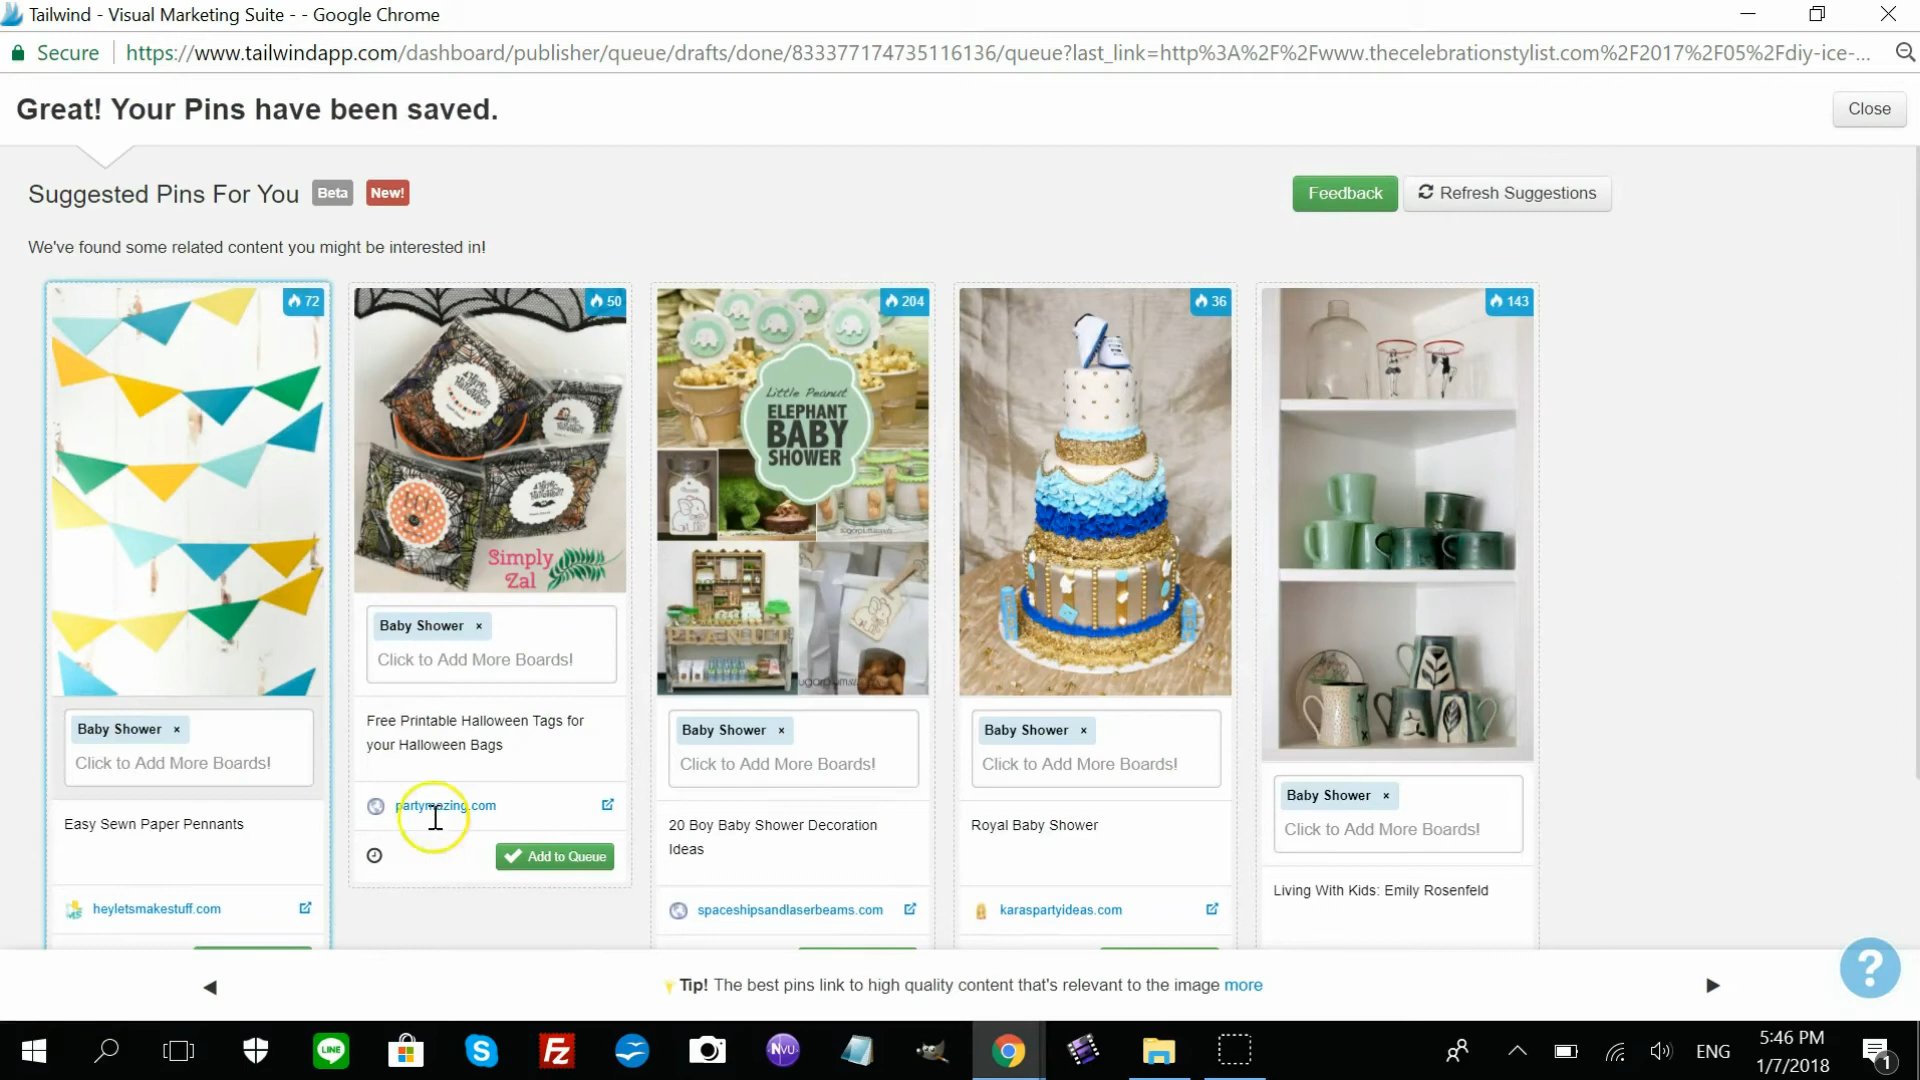 Tailwind - Visual Marketing Suite - - Google Chrome
Secure
https://www.tailwindapp.com/dashboard/publisher/queue/drafts/done/833377174735116136/queue?last_link=http%3A%2F%2Fwww.thecelebrationstylist.com%2F2017%2F05%2Fdiy-ice-...
Great! Your Pins have been saved.
Close
Suggested Pins For You
Beta
New!
Feedback
Refresh Suggestions
We've found some related content you might be interested in!
72
50
204
36
143
Simply
Zal
Little Peanut
ELEPHANT
BABY
SHOWER
Baby Shower ×
Click to Add More Boards!
Easy Sewn Paper Pennants
heyletsmakestuff.com
Baby Shower ×
Click to Add More Boards!
Free Printable Halloween Tags for
your Halloween Bags
partymazing.com
Add to Queue
Baby Shower ×
Click to Add More Boards!
20 Boy Baby Shower Decoration
Ideas
spaceshipsandlaserbeams.com
Baby Shower ×
Click to Add More Boards!
Royal Baby Shower
karaspartyideas.com
Baby Shower ×
Click to Add More Boards!
Living With Kids: Emily Rosenfeld
Tip! The best pins link to high quality content that's relevant to the image more
?
LINE
Fz
NVU
ENG
5:46 PM
1/7/2018
1